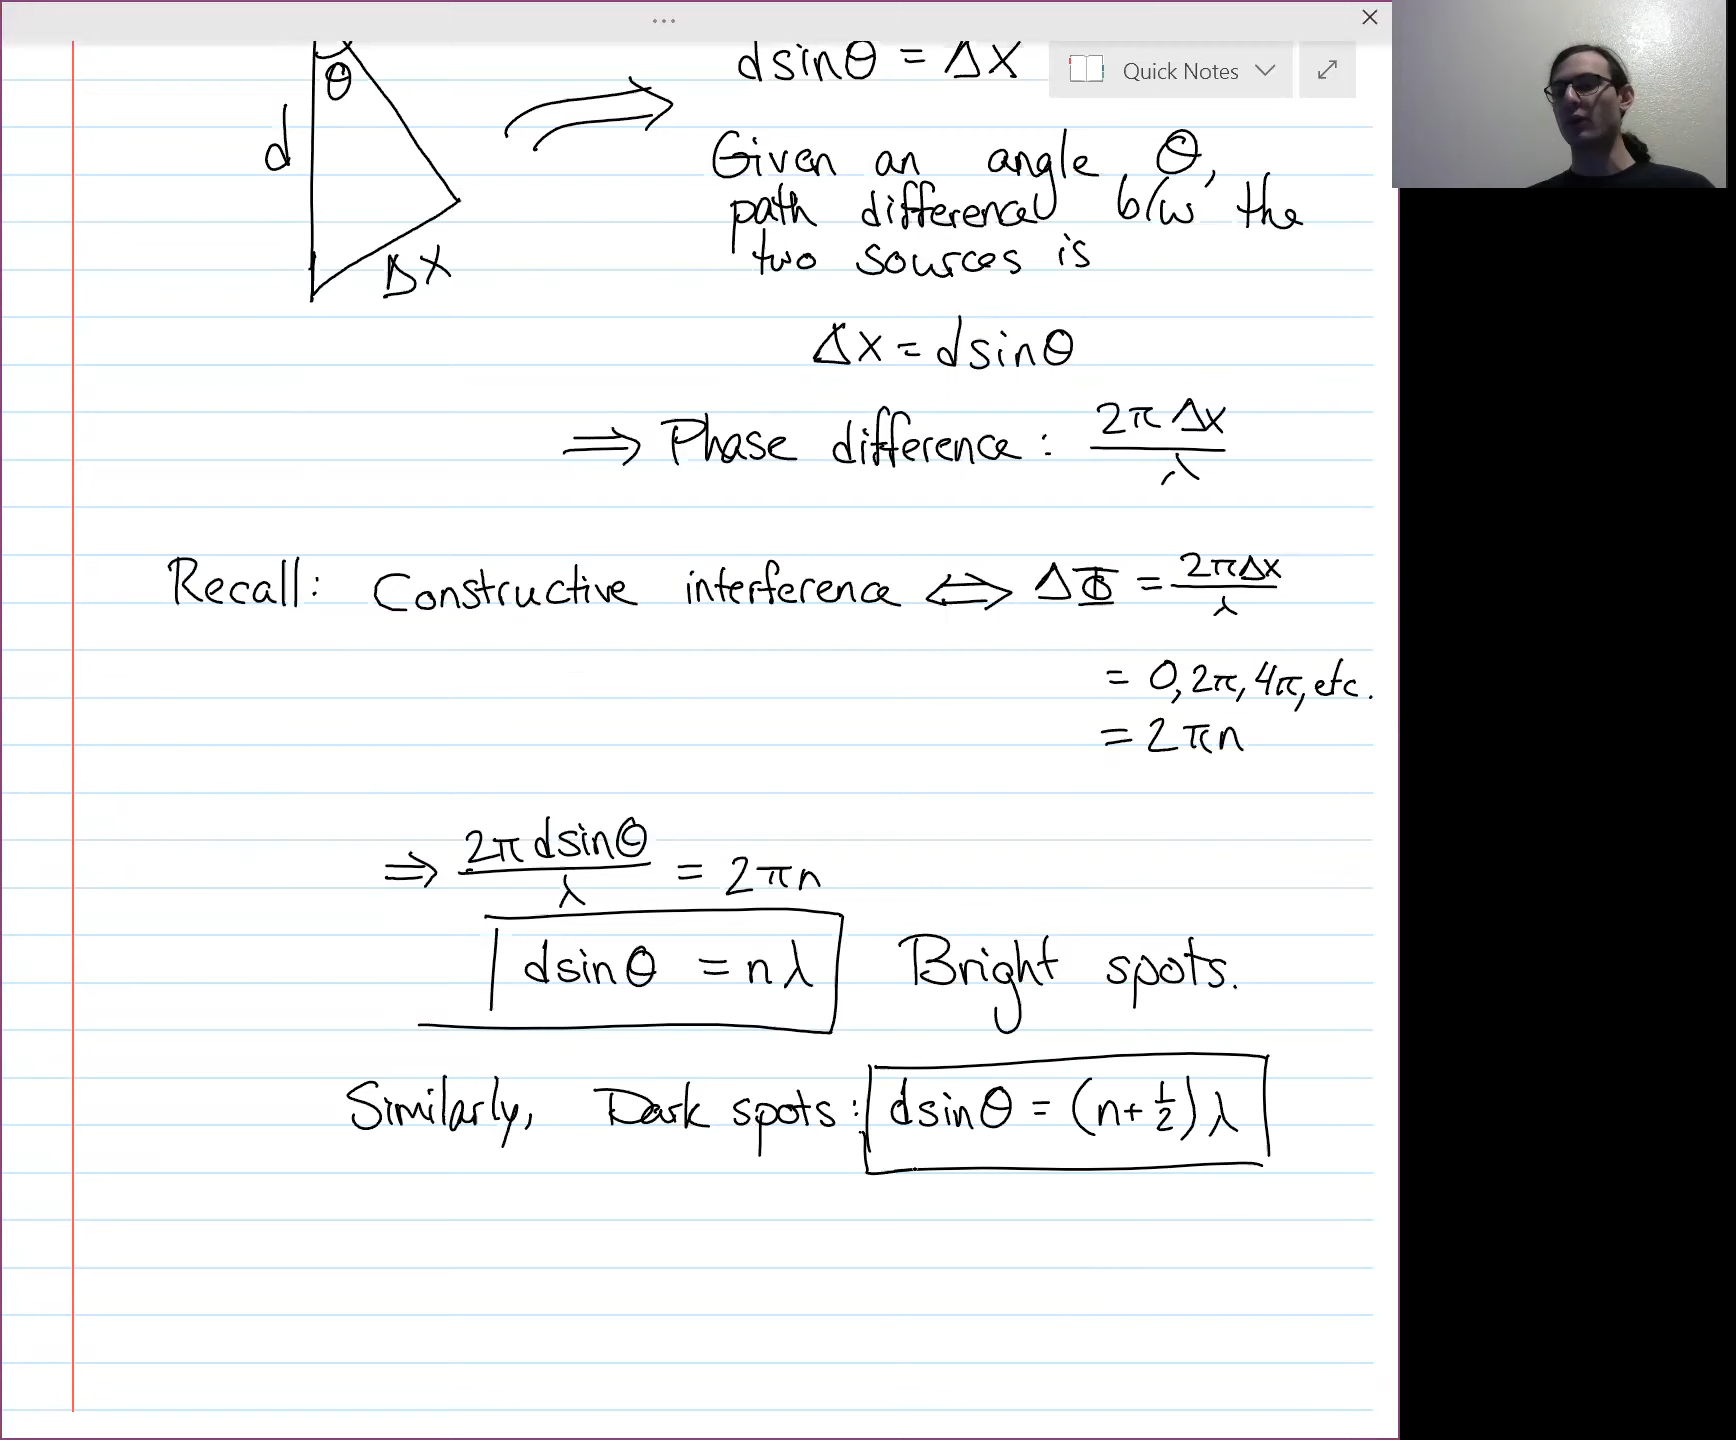 dsinθ = Δx
Quick Notes
θ
d
Δx
Given an angle θ,
path difference b/w the
two sources is
Δx = dsinθ
⇒ Phase difference: 2πΔx/λ
Recall: Constructive interference ⇔ ΔΦ = 2πΔx/λ
= 0, 2π, 4π, etc.
= 2πn
⇒ 2πdsinθ/λ = 2πn
dsinθ = nλ Bright spots.
Similarly, Dark spots: dsinθ = (n+½)λ